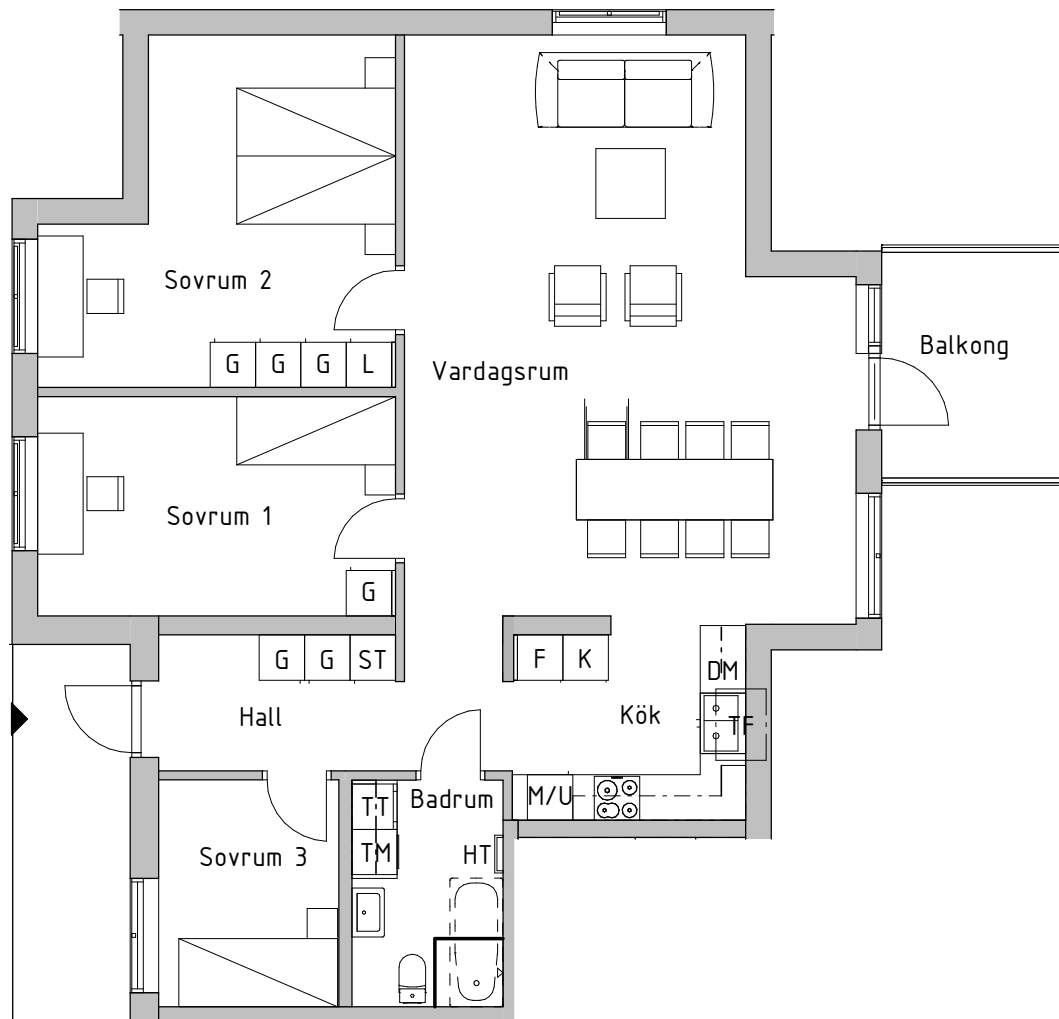 Sovrum 2
Balkong
G G G L
Vardagsrum
Sovrum 1
G
G G ST
F K
DM
Hall
Kök
TF
TT
Badrum
M/U
TM
HT
Sovrum 3